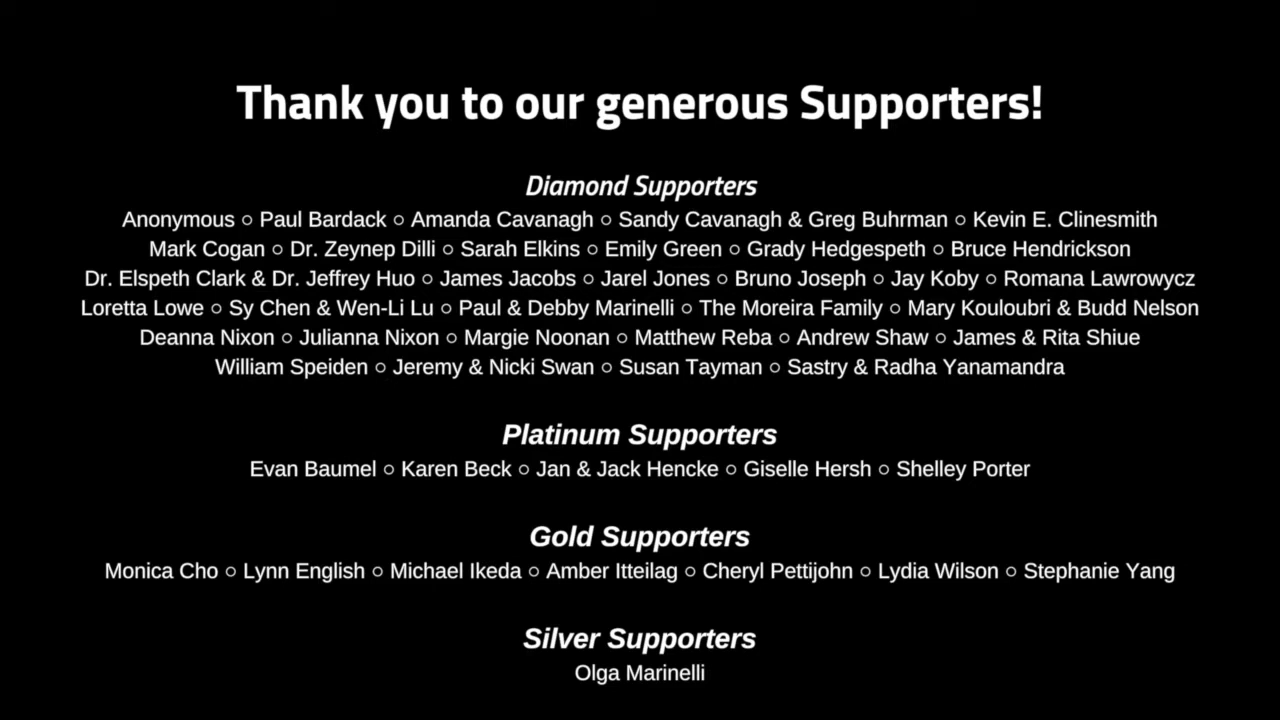 Thank you to our generous Supporters!
Diamond Supporters
Anonymous ○ Paul Bardack ○ Amanda Cavanagh ○ Sandy Cavanagh & Greg Buhrman ○ Kevin E. Clinesmith
Mark Cogan ○ Dr. Zeynep Dilli ○ Sarah Elkins ○ Emily Green ○ Grady Hedgespeth ○ Bruce Hendrickson
Dr. Elspeth Clark & Dr. Jeffrey Huo ○ James Jacobs ○ Jarel Jones ○ Bruno Joseph ○ Jay Koby ○ Romana Lawrowycz
Loretta Lowe ○ Sy Chen & Wen-Li Lu ○ Paul & Debby Marinelli ○ The Moreira Family ○ Mary Kouloubri & Budd Nelson
Deanna Nixon ○ Julianna Nixon ○ Margie Noonan ○ Matthew Reba ○ Andrew Shaw ○ James & Rita Shiue
William Speiden ○ Jeremy & Nicki Swan ○ Susan Tayman ○ Sastry & Radha Yanamandra
Platinum Supporters
Evan Baumel ○ Karen Beck ○ Jan & Jack Hencke ○ Giselle Hersh ○ Shelley Porter
Gold Supporters
Monica Cho ○ Lynn English ○ Michael Ikeda ○ Amber Itteilag ○ Cheryl Pettijohn ○ Lydia Wilson ○ Stephanie Yang
Silver Supporters
Olga Marinelli